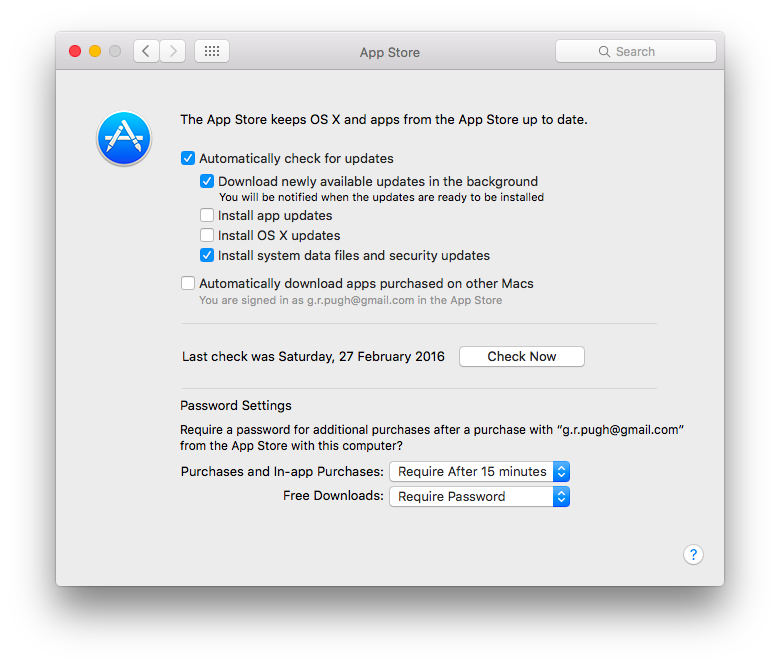 App Store
Search
The App Store keeps OS X and apps from the App Store up to date.
Automatically check for updates
Download newly available updates in the background
You will be notified when the updates are ready to be installed
Install app updates
Install OS X updates
Install system data files and security updates
Automatically download apps purchased on other Macs
You are signed in as g.r.pugh@gmail.com in the App Store
Last check was Saturday, 27 February 2016 Check Now
Password Settings
Require a password for additional purchases after a purchase with “g.r.pugh@gmail.com”
from the App Store with this computer?
Purchases and In-app Purchases: Require After 15 minutes
Free Downloads: Require Password
?